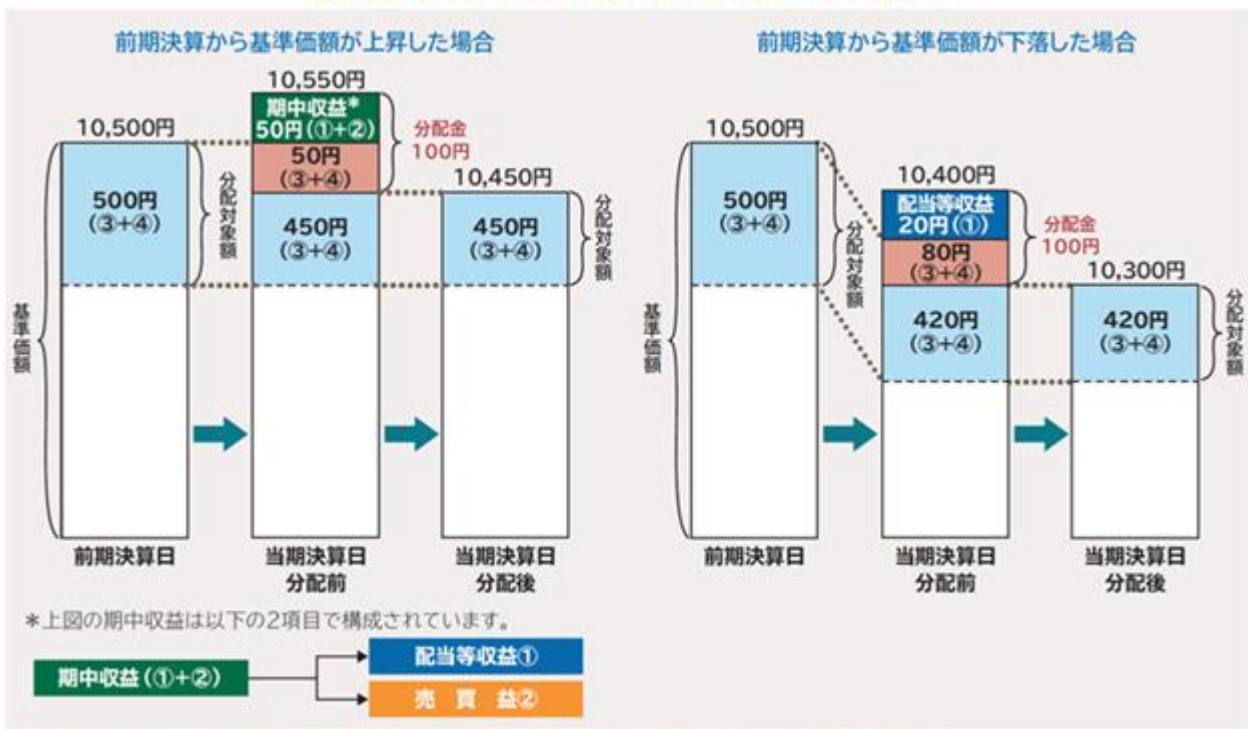 前期決算から基準価額が上昇した場合
10,500円
500円
(③+④)
分配対象額
基準価額
前期決算日
10,550円
期中収益*
50円(①+②)
50円
(③+④)
450円
(③+④)
分配金
100円
当期決算日
分配前
10,450円
450円
(③+④)
分配対象額
当期決算日
分配後
前期決算から基準価額が下落した場合
10,500円
500円
(③+④)
分配対象額
基準価額
前期決算日
10,400円
配当等収益
20円(①)
80円
(③+④)
420円
(③+④)
分配金
100円
当期決算日
分配前
10,300円
420円
(③+④)
分配対象額
当期決算日
分配後
*上図の期中収益は以下の2項目で構成されています。
期中収益(①+②)
配当等収益①
売 買 益②